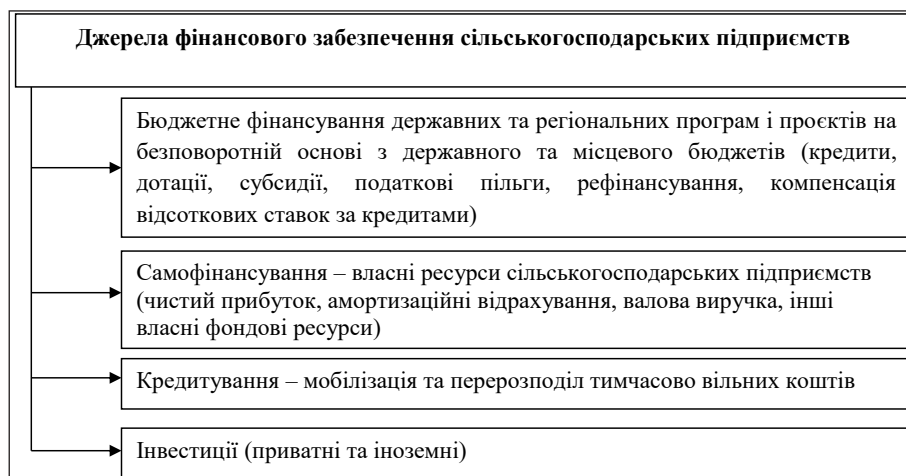 Джерела фінансового забезпечення сільськогосподарських підприємств
Бюджетне фінансування державних та регіональних програм і проєктів на
безповоротній основі з державного та місцевого бюджетів (кредити,
дотації, субсидії, податкові пільги, рефінансування, компенсація
відсоткових ставок за кредитами)
Самофінансування – власні ресурси сільськогосподарських підприємств
(чистий прибуток, амортизаційні відрахування, валова виручка, інші
власні фондові ресурси)
Кредитування – мобілізація та перерозподіл тимчасово вільних коштів
Інвестиції (приватні та іноземні)